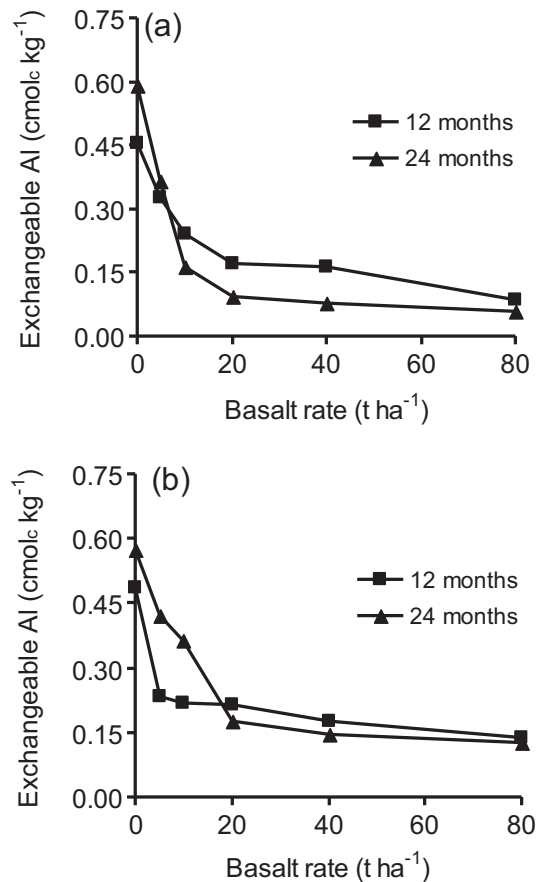 (a)
Exchangeable Al (cmolc kg⁻¹)
0.75
0.60
0.45
0.30
0.15
0.00
12 months
24 months
0 20 40 60 80
Basalt rate (t ha⁻¹)
(b)
Exchangeable Al (cmolc kg⁻¹)
0.75
0.60
0.45
0.30
0.15
0.00
12 months
24 months
0 20 40 60 80
Basalt rate (t ha⁻¹)